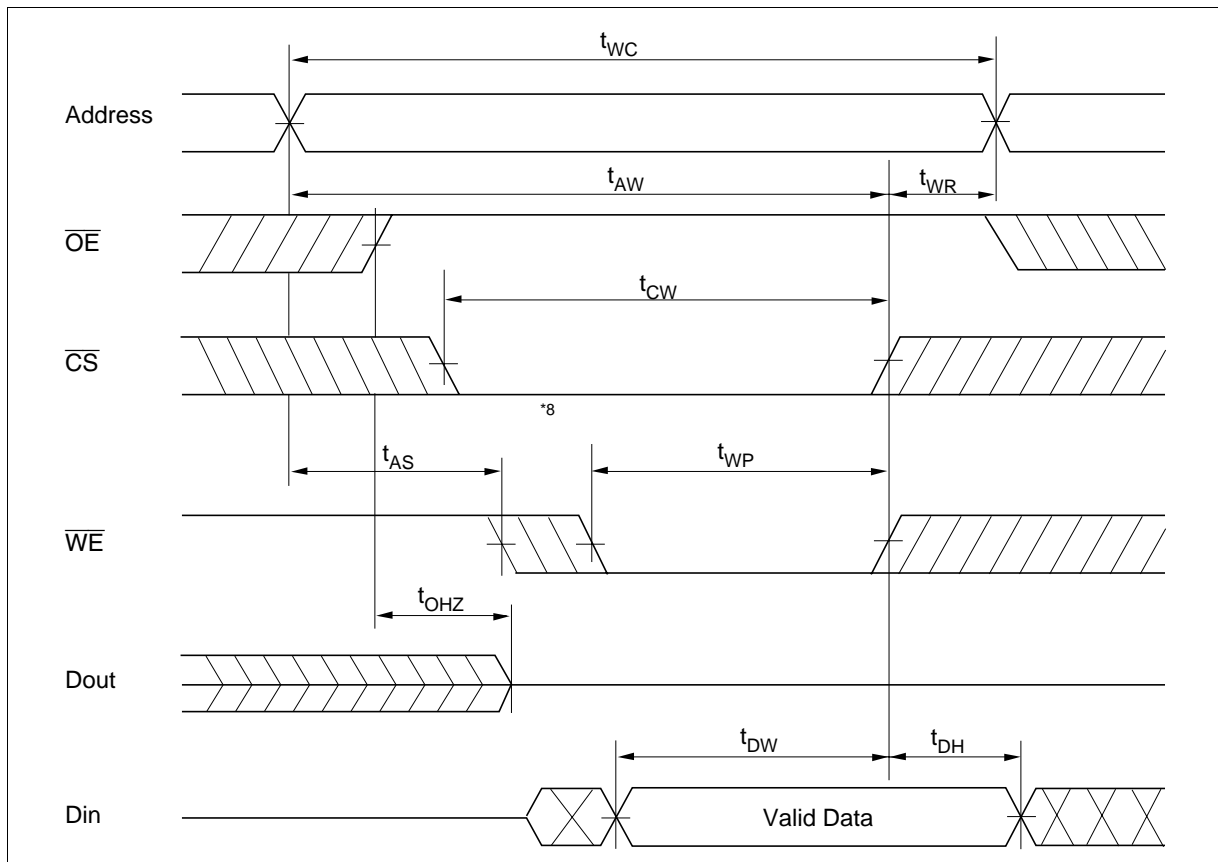 tWC
Address
tAW
tWR
OE
tCW
CS
*8
tAS
tWP
WE
tOHZ
Dout
tDW
tDH
Din
Valid Data